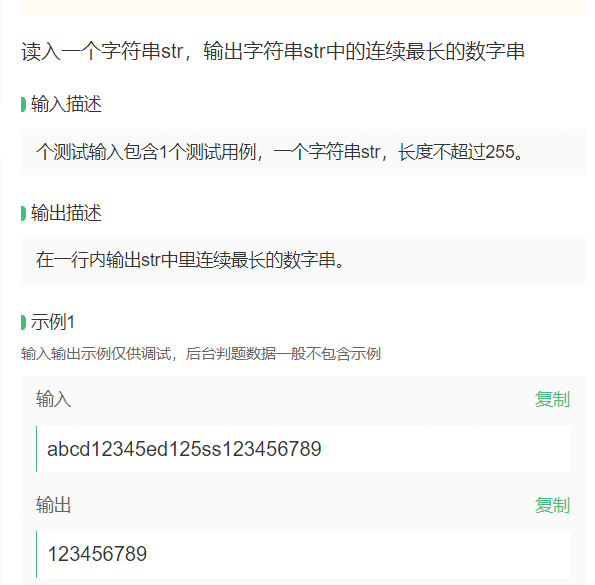 读入一个字符串str，输出字符串str中的连续最长的数字串
输入描述
个测试输入包含1个测试用例，一个字符串str，长度不超过255。
输出描述
在一行内输出str中里连续最长的数字串。
示例1
输入输出示例仅供调试，后台判题数据一般不包含示例
输入
复制
abcd12345ed125ss123456789
输出
复制
123456789